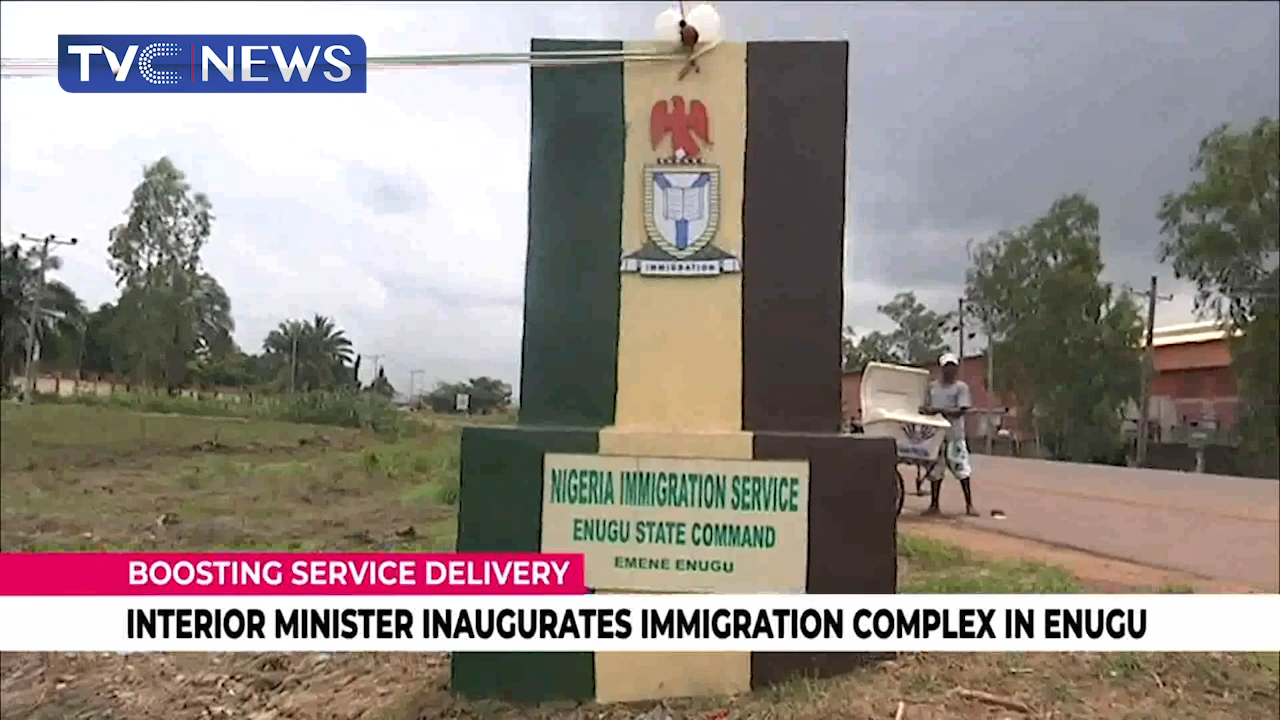 TVC NEWS
IMMIGRATION
NIGERIA IMMIGRATION SERVICE
ENUGU STATE COMMAND
EMENE ENUGU
BOOSTING SERVICE DELIVERY
INTERIOR MINISTER INAUGURATES IMMIGRATION COMPLEX IN ENUGU